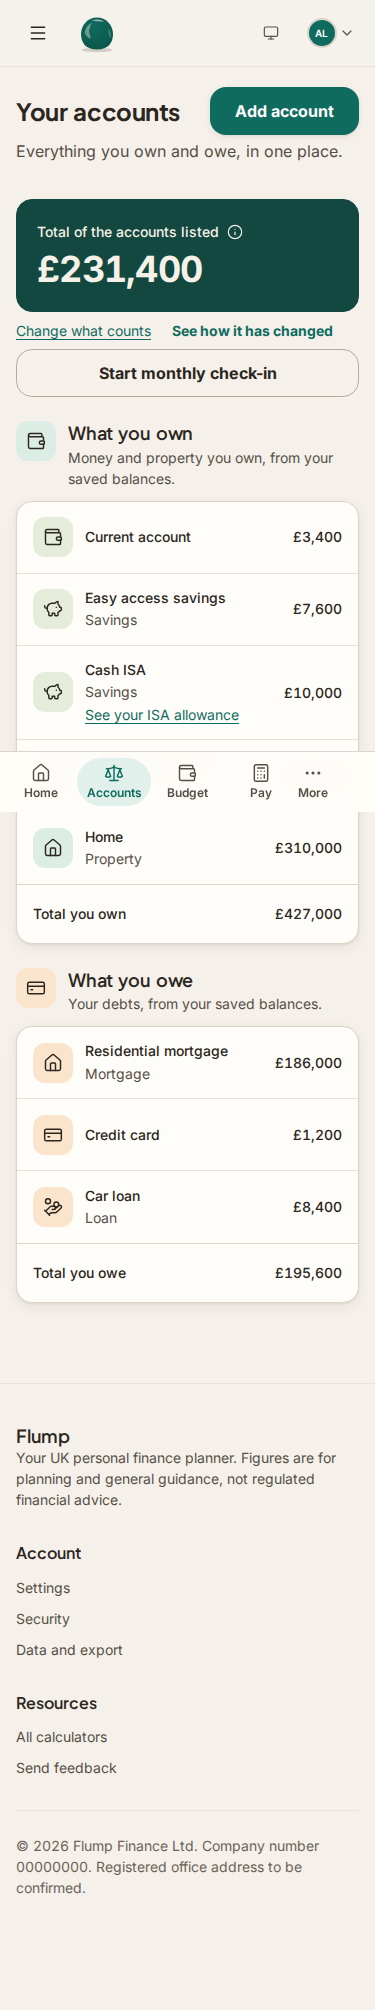 AL
Your accounts
Add account
Everything you own and owe, in one place.
Total of the accounts listed
£231,400
Change what counts
See how it has changed
Start monthly check-in
What you own
Money and property you own, from your
saved balances.
Current account
£3,400
Easy access savings
Savings
£7,600
Cash ISA
Savings
£10,000
See your ISA allowance
Home
Accounts
Budget
Pay
More
Home
Property
£310,000
Total you own
£427,000
What you owe
Your debts, from your saved balances.
Residential mortgage
Mortgage
£186,000
Credit card
£1,200
Car loan
Loan
£8,400
Total you owe
£195,600
Flump
Your UK personal finance planner. Figures are for
planning and general guidance, not regulated
financial advice.
Account
Settings
Security
Data and export
Resources
All calculators
Send feedback
© 2026 Flump Finance Ltd. Company number
00000000. Registered office address to be
confirmed.